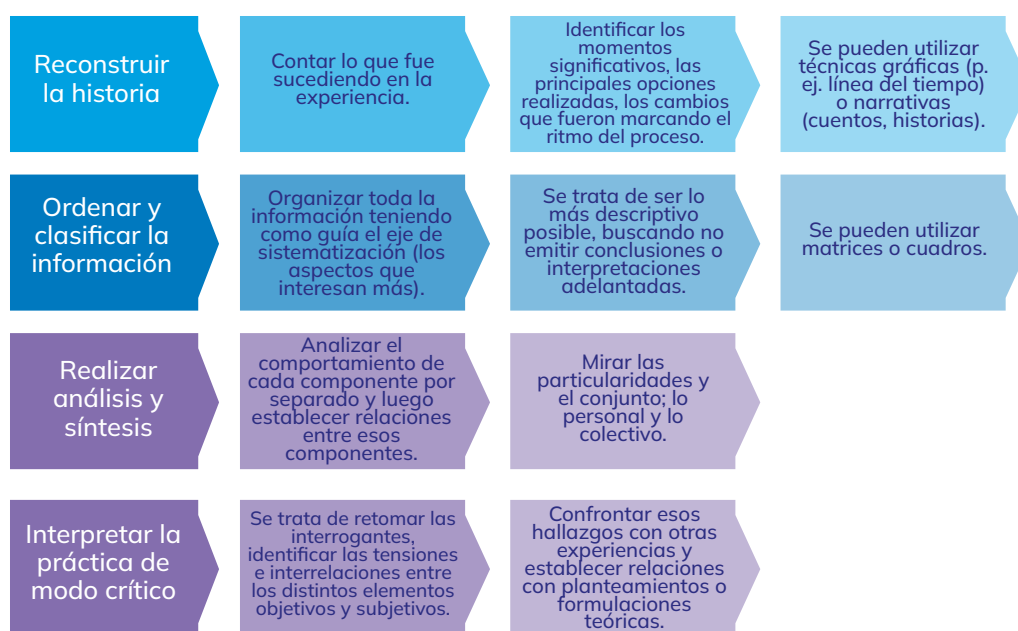 Reconstruir
la historia
Contar lo que fue
sucediendo en la
experiencia.
Identificar los
momentos
significativos, las
principales opciones
realizadas, los cambios
que fueron marcando el
ritmo del proceso.
Se pueden utilizar
técnicas gráficas (p.
ej. línea del tiempo)
o narrativas
(cuentos, historias).
Ordenar y
clasificar la
información
Organizar toda la
información teniendo
como guía el eje de
sistematización (los
aspectos que
interesan más).
Se trata de ser lo
más descriptivo
posible, buscando no
emitir conclusiones o
interpretaciones
adelantadas.
Se pueden utilizar
matrices o cuadros.
Realizar
análisis y
síntesis
Analizar el
comportamiento de
cada componente por
separado y luego
establecer relaciones
entre esos
componentes.
Mirar las
particularidades y
el conjunto; lo
personal y lo
colectivo.
Interpretar la
práctica de
modo crítico
Se trata de retomar las
interrogantes,
identificar las tensiones
e interrelaciones entre
los distintos elementos
objetivos y subjetivos.
Confrontar esos
hallazgos con otras
experiencias y
establecer relaciones
con planteamientos o
formulaciones
teóricas.